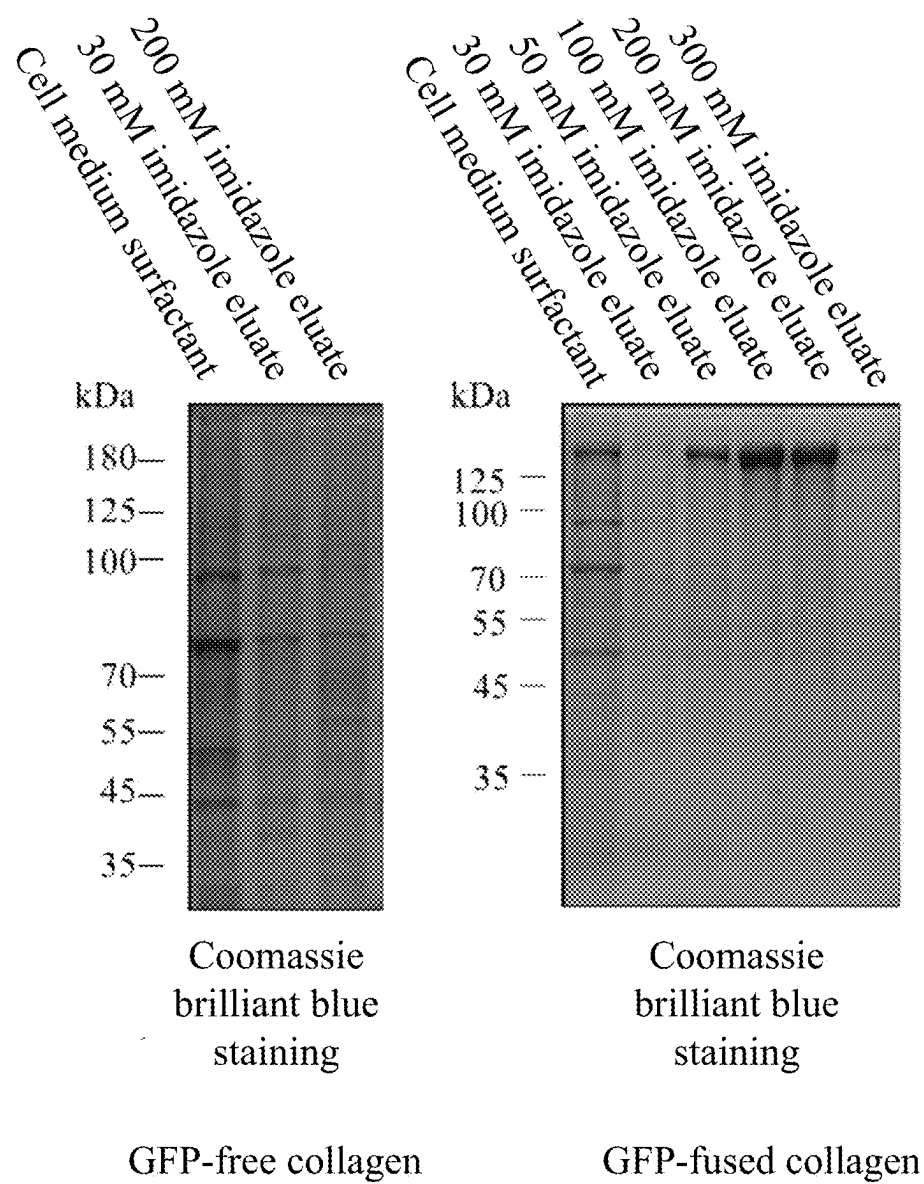 Cell medium surfactant
30 mM imidazole eluate
200 mM imidazole eluate
kDa
180
125
100
70
55
45
35
Coomassie
brilliant blue
staining
GFP-free collagen
Cell medium surfactant
30 mM imidazole eluate
50 mM imidazole eluate
100 mM imidazole eluate
200 mM imidazole eluate
300 mM imidazole eluate
kDa
125
100
70
55
45
35
Coomassie
brilliant blue
staining
GFP-fused collagen